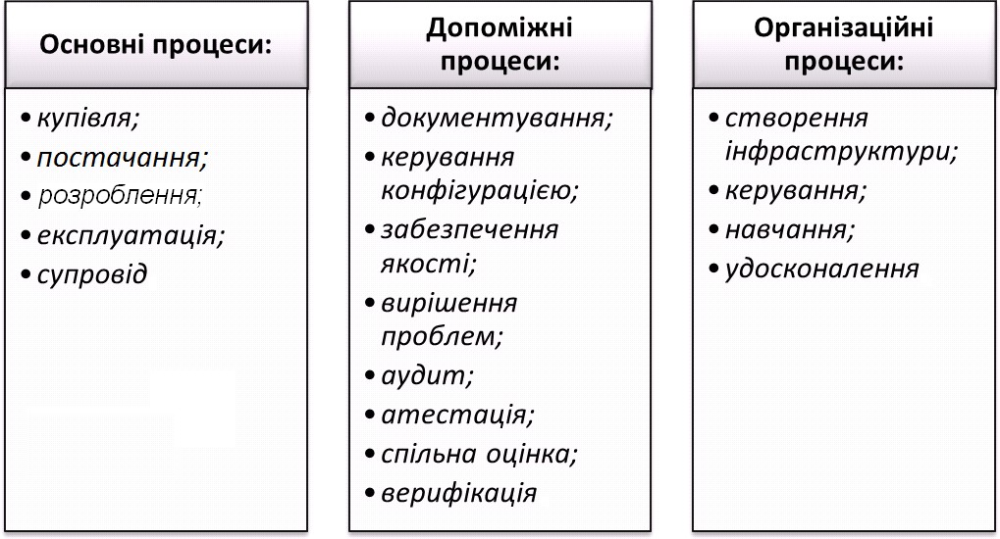 Основні процеси:
• купівля;
• постачання;
• розроблення;
• експлуатація;
• супровід
Допоміжні
процеси:
• документування;
• керування
конфігурацією;
• забезпечення
якості;
• вирішення
проблем;
• аудит;
• атестація;
• спільна оцінка;
• верифікація
Організаційні
процеси:
• створення
інфраструктури;
• керування;
• навчання;
• удосконалення